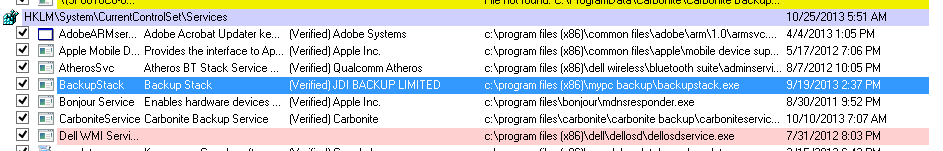 File not found: C:\ProgramData\Carbonite\Carbonite Backup...
HKLM\System\CurrentControlSet\Services 10/25/2013 5:51 AM
AdobeARMser... Adobe Acrobat Updater ke... (Verified) Adobe Systems c:\program files (x86)\common files\adobe\arm\1.0\armsvc.... 4/4/2013 1:05 PM
Apple Mobile D... Provides the interface to Ap... (Verified) Apple Inc. c:\program files (x86)\common files\apple\mobile device sup... 5/17/2012 7:06 PM
AtherosSvc Atheros BT Stack Service ... (Verified) Qualcomm Atheros c:\program files (x86)\dell wireless\bluetooth suite\adminservi... 8/7/2012 10:05 PM
BackupStack Backup Stack (Verified) JDI BACKUP LIMITED c:\program files (x86)\mypc backup\backupstack.exe 9/19/2013 2:37 PM
Bonjour Service Enables hardware devices ... (Verified) Apple Inc. c:\program files\bonjour\mdnsresponder.exe 8/30/2011 9:52 PM
CarboniteService Carbonite Backup Service (Verified) Carbonite c:\program files\carbonite\carbonite backup\carboniteservic... 10/10/2013 7:07 AM
Dell WMI Servi... c:\program files (x86)\dell\dellosd\dellosdservice.exe 7/31/2012 8:03 PM